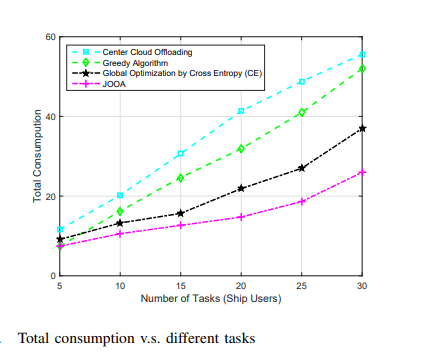 60
40
20
0
Total Consumpution
Center Cloud Offloading
Greedy Algorithm
Global Optimization by Cross Entropy (CE)
JOOA
5 10 15 20 25 30
Number of Tasks (Ship Users)
. Total consumption v.s. different tasks